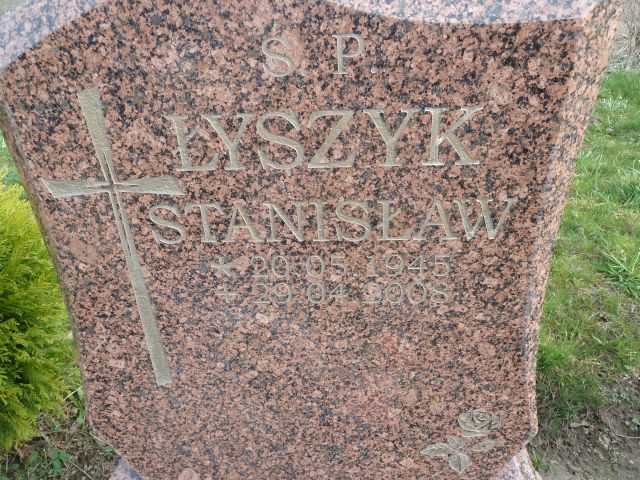 Ś. P.
ŁYSZYK
STANISŁAW
* 20.05.1945
+ 29.04.2008